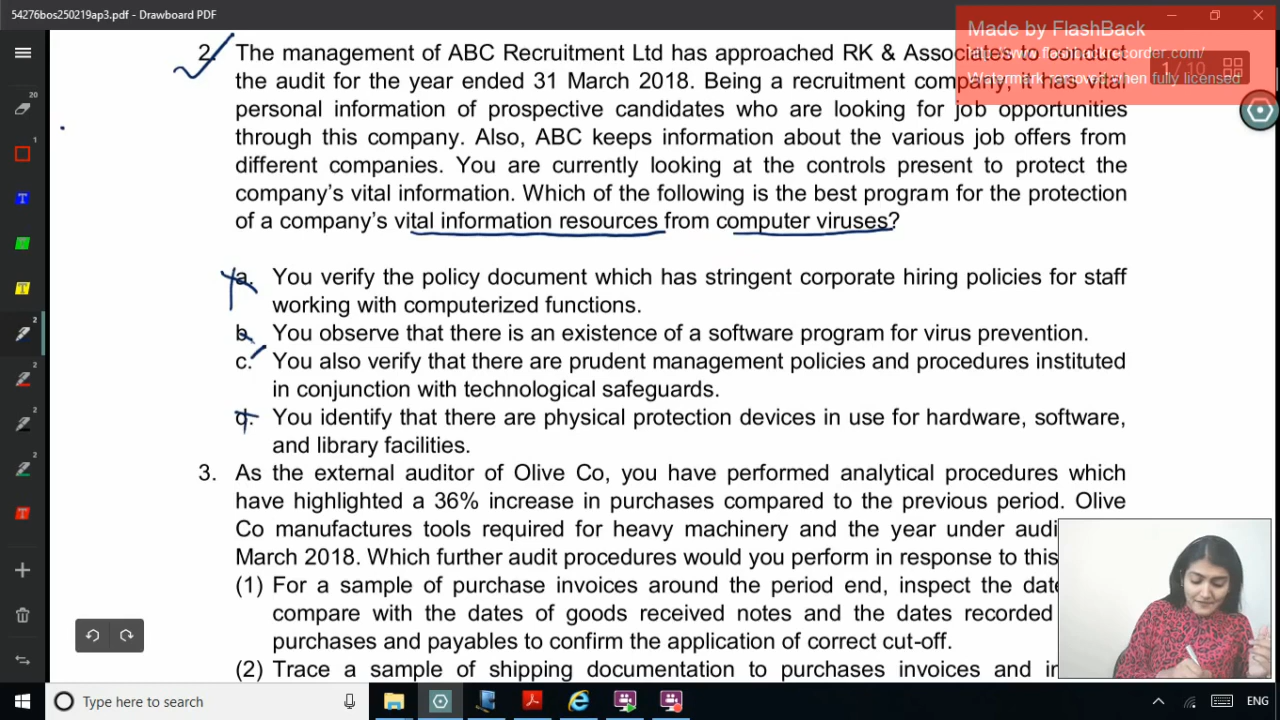 54276bos250219ap3.pdf - Drawboard PDF
Made by FlashBack
Watermark removed when fully licensed
1 / 10
2. The management of ABC Recruitment Ltd has approached RK & Associates to conduct
the audit for the year ended 31 March 2018. Being a recruitment company, it has vital
personal information of prospective candidates who are looking for job opportunities
through this company. Also, ABC keeps information about the various job offers from
different companies. You are currently looking at the controls present to protect the
company's vital information. Which of the following is the best program for the protection
of a company's vital information resources from computer viruses?
a. You verify the policy document which has stringent corporate hiring policies for staff
working with computerized functions.
b. You observe that there is an existence of a software program for virus prevention.
c. You also verify that there are prudent management policies and procedures instituted
in conjunction with technological safeguards.
d. You identify that there are physical protection devices in use for hardware, software,
and library facilities.
3. As the external auditor of Olive Co, you have performed analytical procedures which
have highlighted a 36% increase in purchases compared to the previous period. Olive
Co manufactures tools required for heavy machinery and the year under audi
March 2018. Which further audit procedures would you perform in response to this
(1) For a sample of purchase invoices around the period end, inspect the date
compare with the dates of goods received notes and the dates recorded
purchases and payables to confirm the application of correct cut-off.
(2) Trace a sample of shipping documentation to purchases invoices and in
Type here to search
ENG